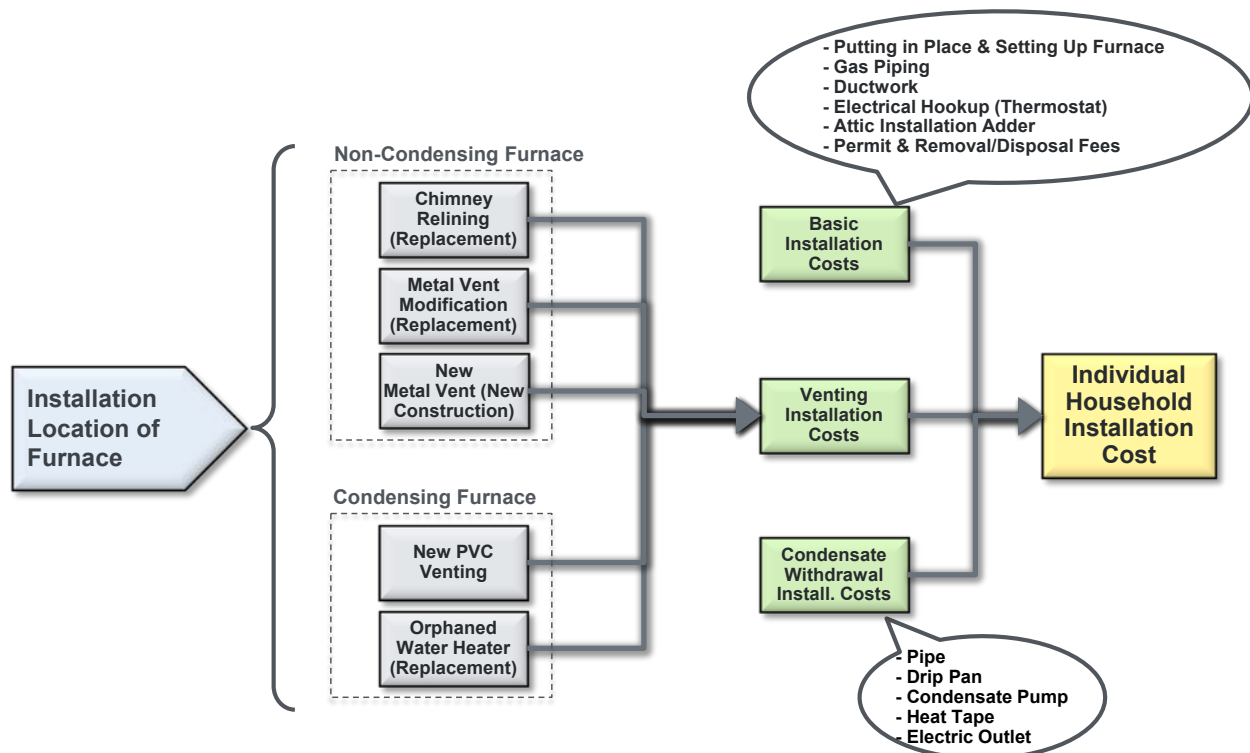 - Putting in Place & Setting Up Furnace
- Gas Piping
- Ductwork
- Electrical Hookup (Thermostat)
- Attic Installation Adder
- Permit & Removal/Disposal Fees
Non-Condensing Furnace
Chimney
Relining
(Replacement)
Metal Vent
Modification
(Replacement)
New
Metal Vent (New
Construction)
Installation
Location of
Furnace
Condensing Furnace
New PVC
Venting
Orphaned
Water Heater
(Replacement)
Basic
Installation
Costs
Venting
Installation
Costs
Condensate
Withdrawal
Install. Costs
Individual
Household
Installation
Cost
- Pipe
- Drip Pan
- Condensate Pump
- Heat Tape
- Electric Outlet